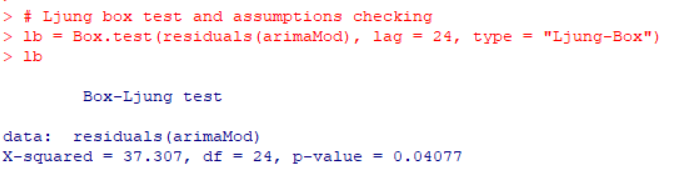 > # Ljung box test and assumptions checking
> lb = Box.test(residuals(arimaMod), lag = 24, type = "Ljung-Box")
> lb
Box-Ljung test
data:  residuals(arimaMod)
X-squared = 37.307, df = 24, p-value = 0.04077